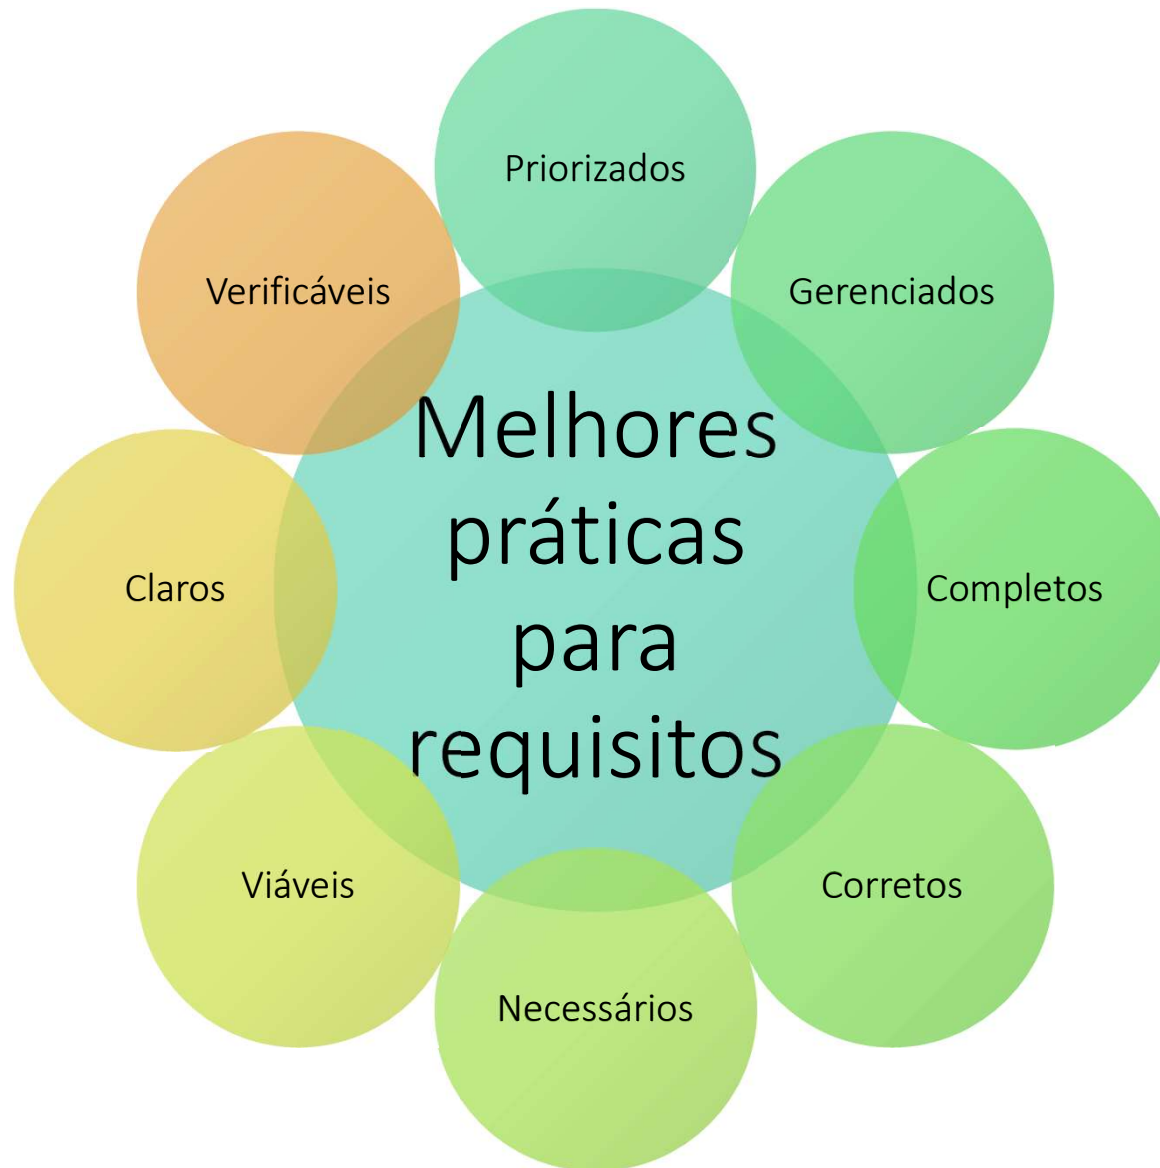 Priorizados
Verificáveis
Gerenciados
Melhores
práticas
para
requisitos
Claros
Completos
Viáveis
Corretos
Necessários